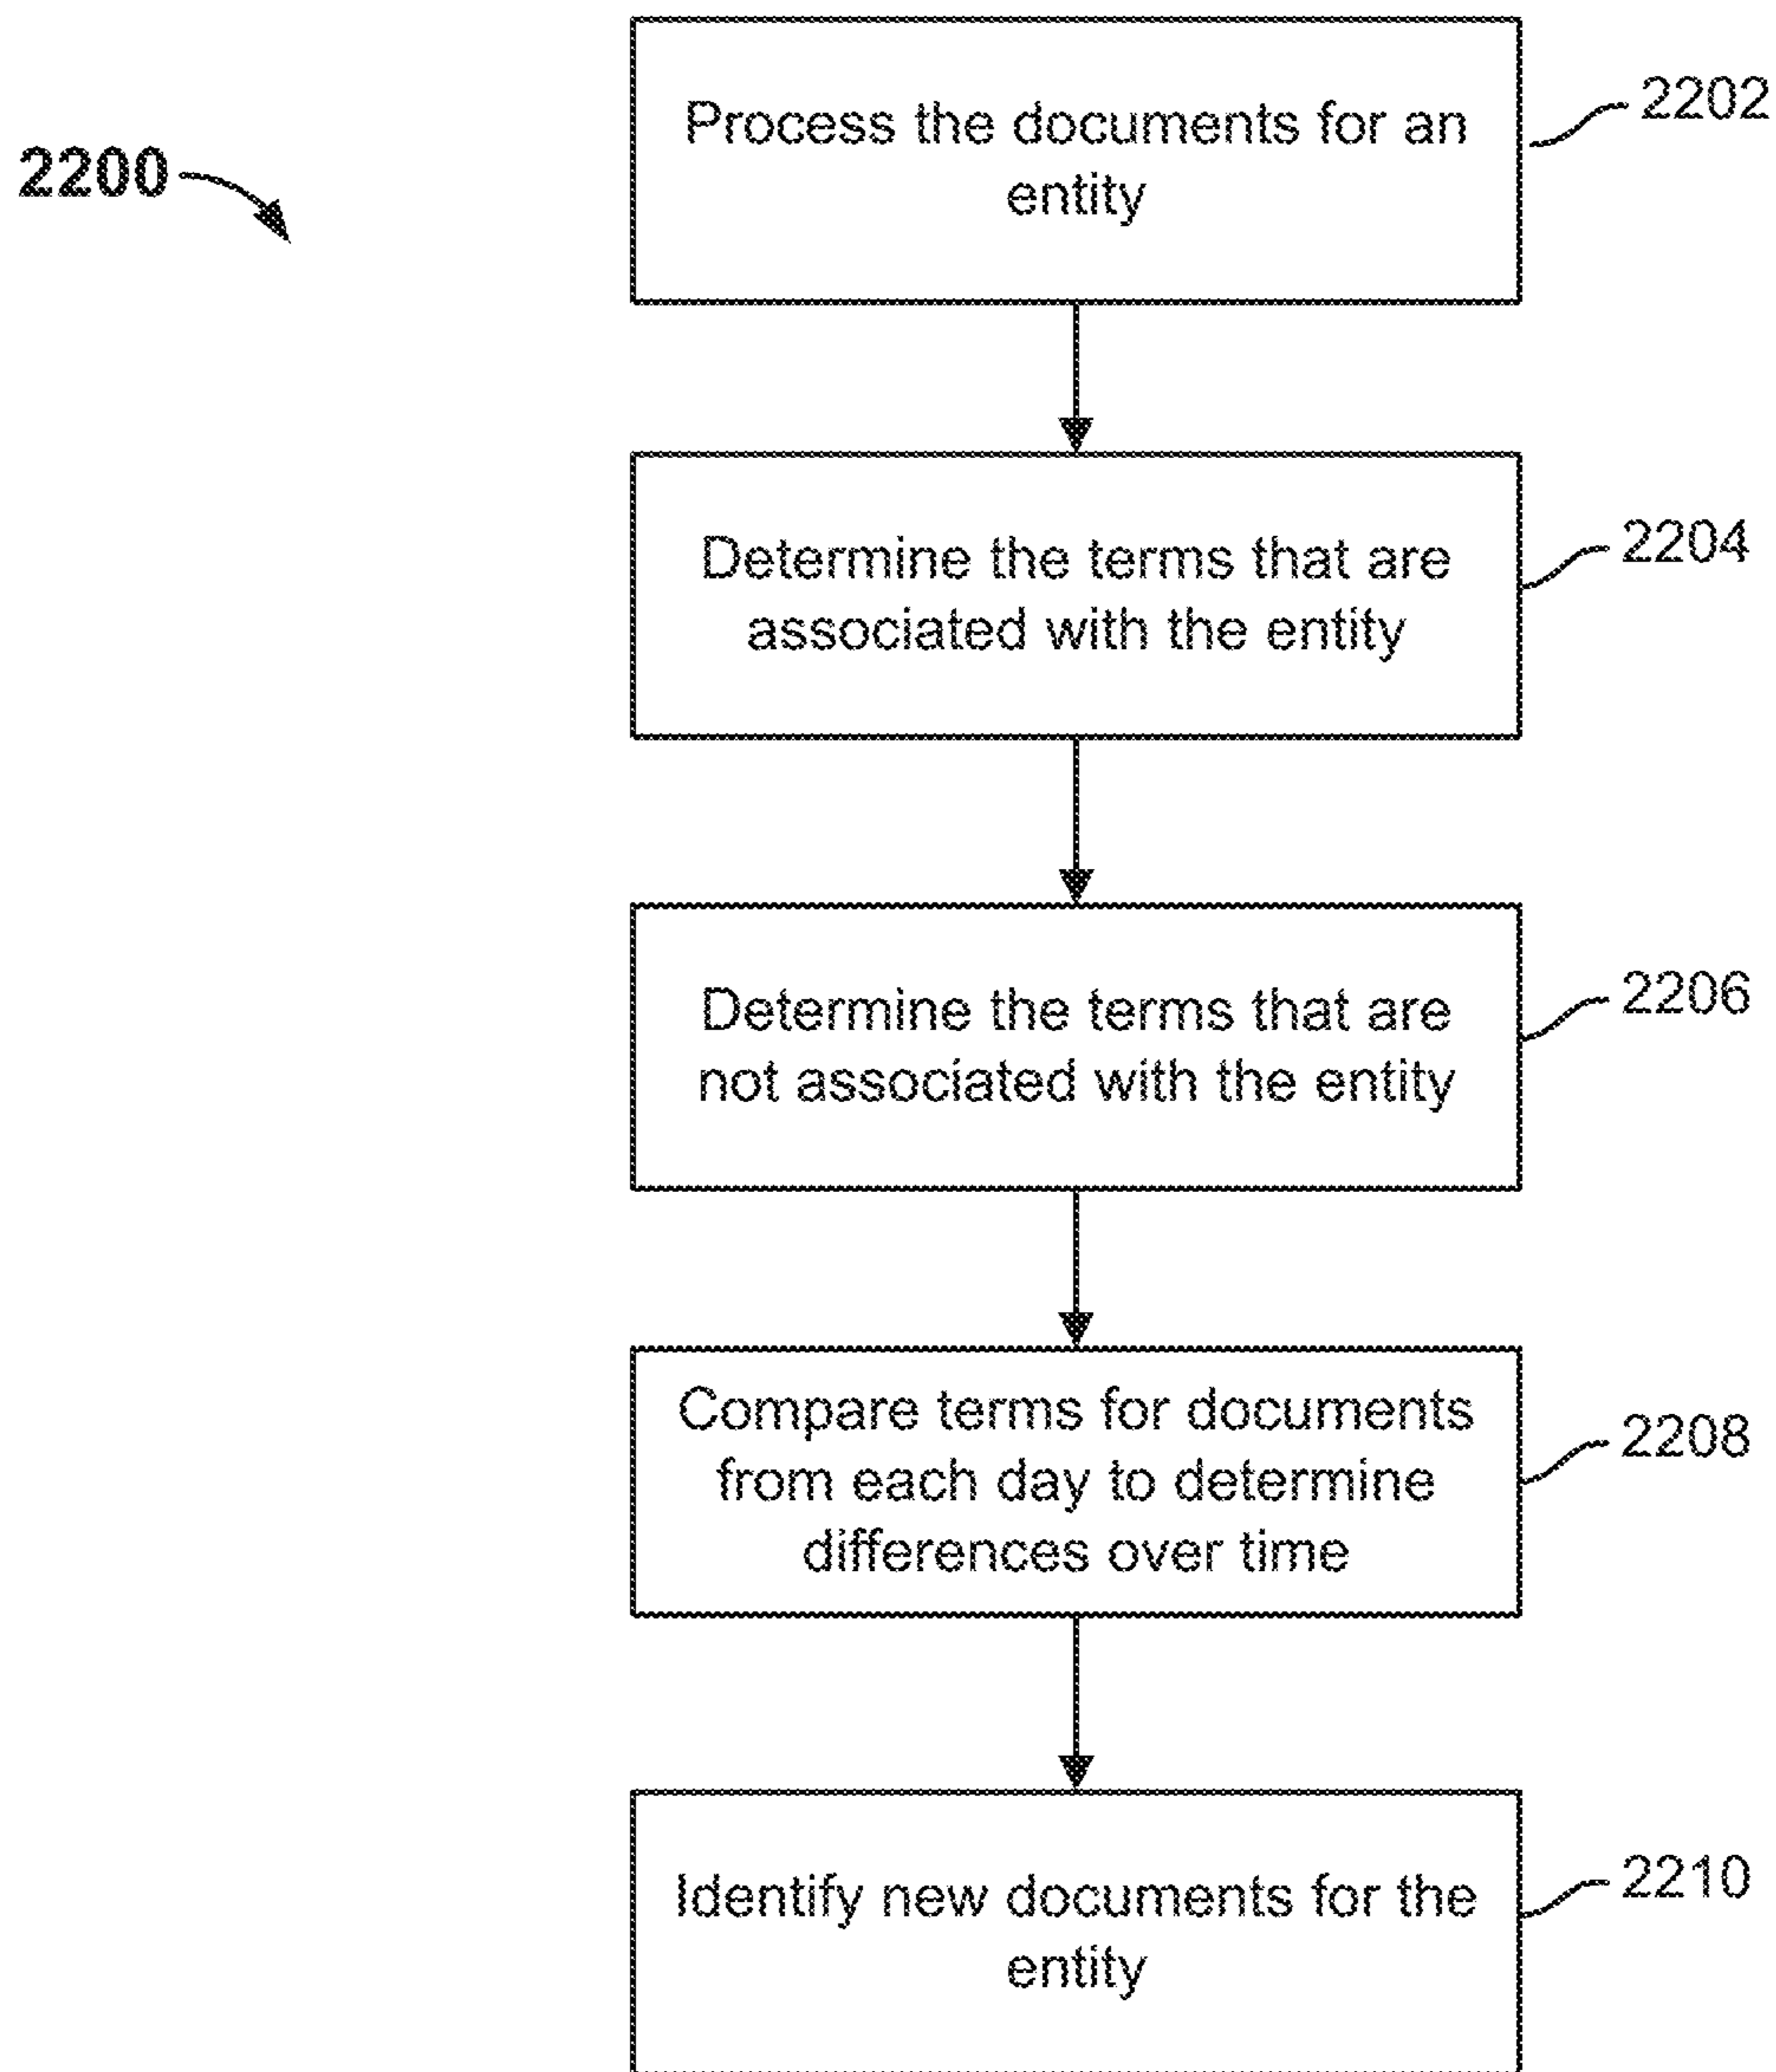 2200
Process the documents for an
entity
2202
Determine the terms that are
associated with the entity
2204
Determine the terms that are
not associated with the entity
2206
Compare terms for documents
from each day to determine
differences over time
2208
Identify new documents for the
entity
2210